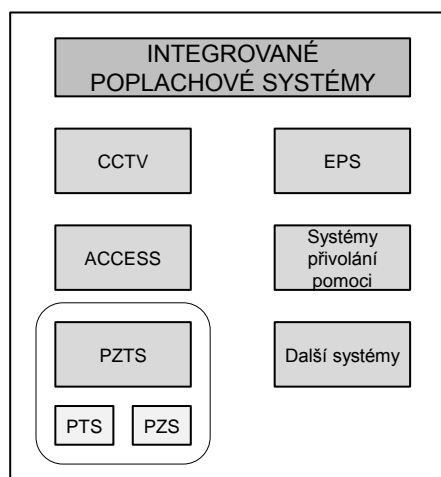 INTEGROVANÉ
POPLACHOVÉ SYSTÉMY
CCTV
EPS
ACCESS
Systémy
přivolání
pomoci
PZTS
Další systémy
PTS
PZS